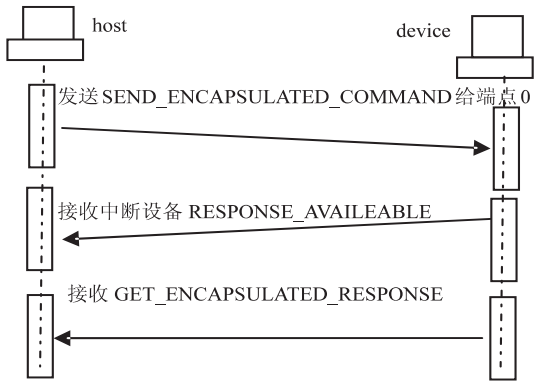 host
device
发送SEND_ENCAPSULATED_COMMAND给端点0
接收中断设备 RESPONSE_AVAILEABLE
接收 GET_ENCAPSULATED_RESPONSE